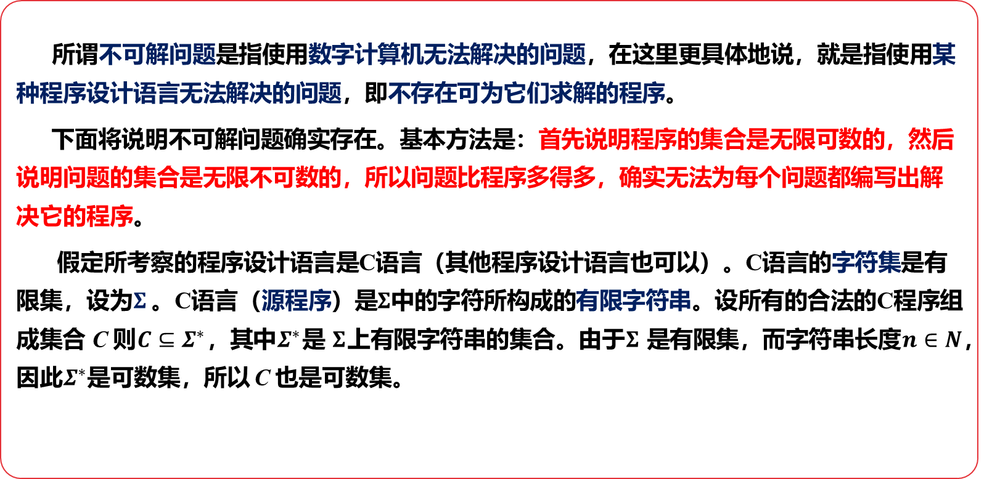 所谓不可解问题是指使用数字计算机无法解决的问题，在这里更具体地说，就是指使用某
种程序设计语言无法解决的问题，即不存在可为它们求解的程序。
下面将说明不可解问题确实存在。基本方法是：首先说明程序的集合是无限可数的，然后
说明问题的集合是无限不可数的，所以问题比程序多得多，确实无法为每个问题都编写出解
决它的程序。
假定所考察的程序设计语言是C语言（其他程序设计语言也可以）。C语言的字符集是有
限集，设为Σ 。C语言（源程序）是Σ中的字符所构成的有限字符串。设所有的合法的C程序组
成集合 C 则C ⊆ Σ*，其中Σ*是 Σ上有限字符串的集合。由于Σ 是有限集，而字符串长度n ∈ N，
因此Σ*是可数集，所以 C 也是可数集。